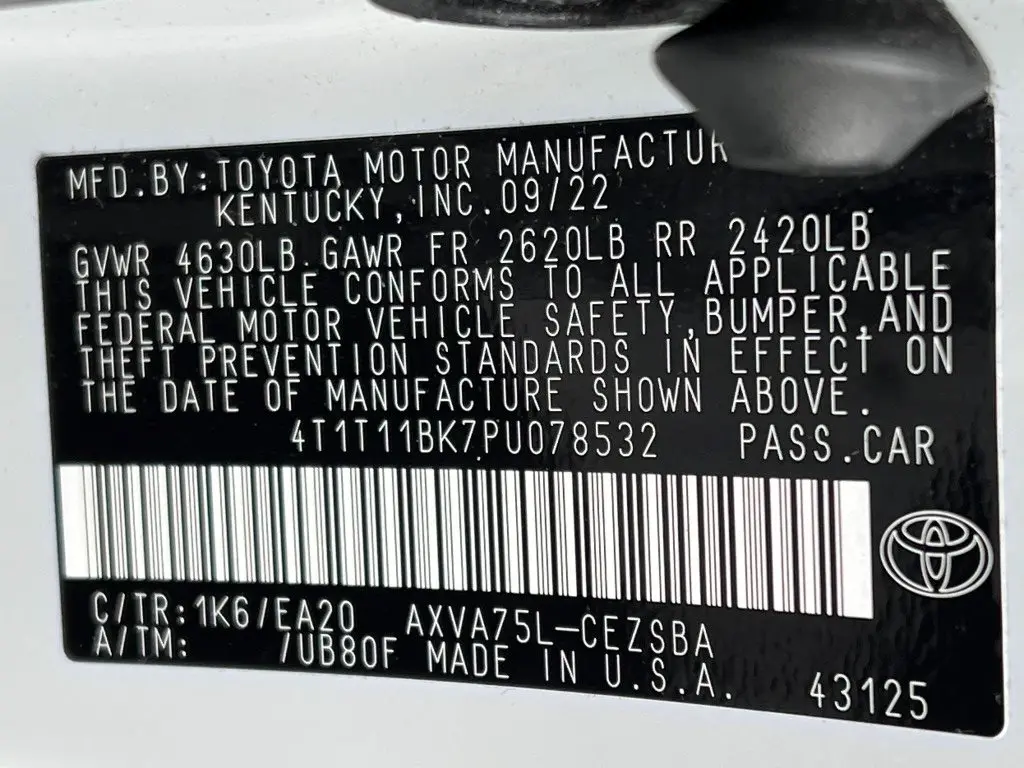 MFD.BY:TOYOTA MOTOR
KENTUCKY,INC.09/22
GVWR 4630LB.GAWR FR 2620LB RR 2420LB
THIS VEHICLE CONFORMS TO ALL APPLICABLE
FEDERAL MOTOR VEHICLE SAFETY,BUMPER,AND
THEFT PREVENTION STANDARDS IN EFFECT ON
THE DATE OF MANUFACTURE SHOWN ABOVE.
4T1T11BK7PU078532 PASS.CAR
C/TR:1K6/EA20 AXVA75L-CEZSBA
A/TM: 7UB80F MADE IN U.S.A. 43125